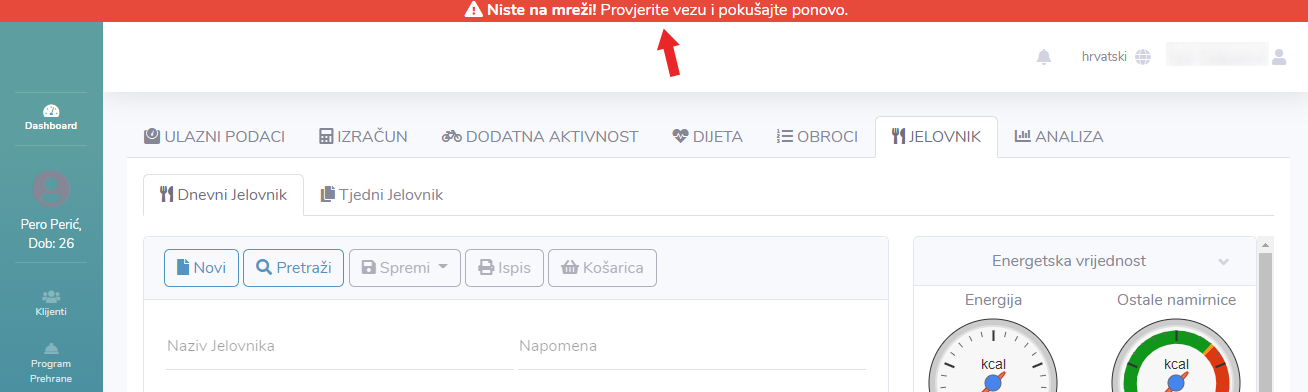 Niste na mreži! Provjerite vezu i pokušajte ponovo.
hrvatski
Dashboard
Pero Perić,
Dob: 26
Klijenti
Program
Prehrane
ULAZNI PODACI
IZRAČUN
DODATNA AKTIVNOST
DIJETA
OBROCI
JELOVNIK
ANALIZA
Dnevni Jelovnik
Tjedni Jelovnik
Novi
Pretraži
Spremi
Ispis
Košarica
Naziv Jelovnika
Napomena
Energetska vrijednost
Energija
Ostale namirnice
kcal
kcal